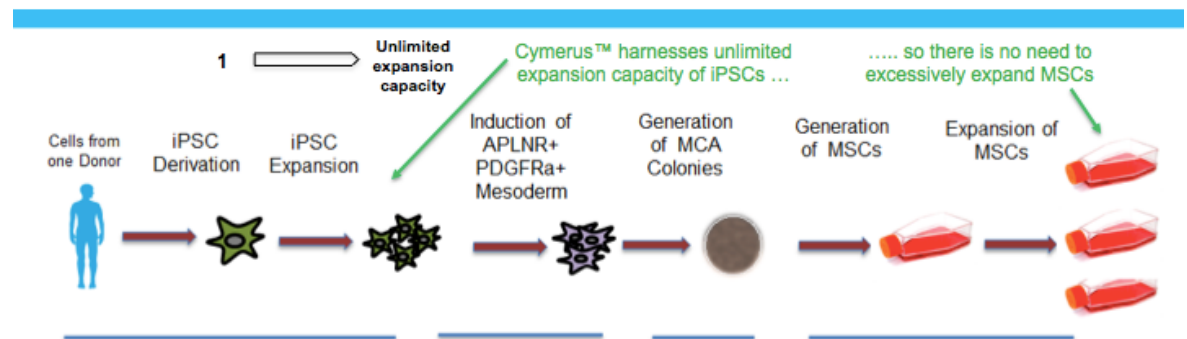 1
Unlimited
expansion
capacity
Cymerus™ harnesses unlimited
expansion capacity of iPSCs ...
..... so there is no need to
excessively expand MSCs
Cells from
one Donor
iPSC
Derivation
iPSC
Expansion
Induction of
APLNR+
PDGFRa+
Mesoderm
Generation
of MCA
Colonies
Generation
of MSCs
Expansion of
MSCs